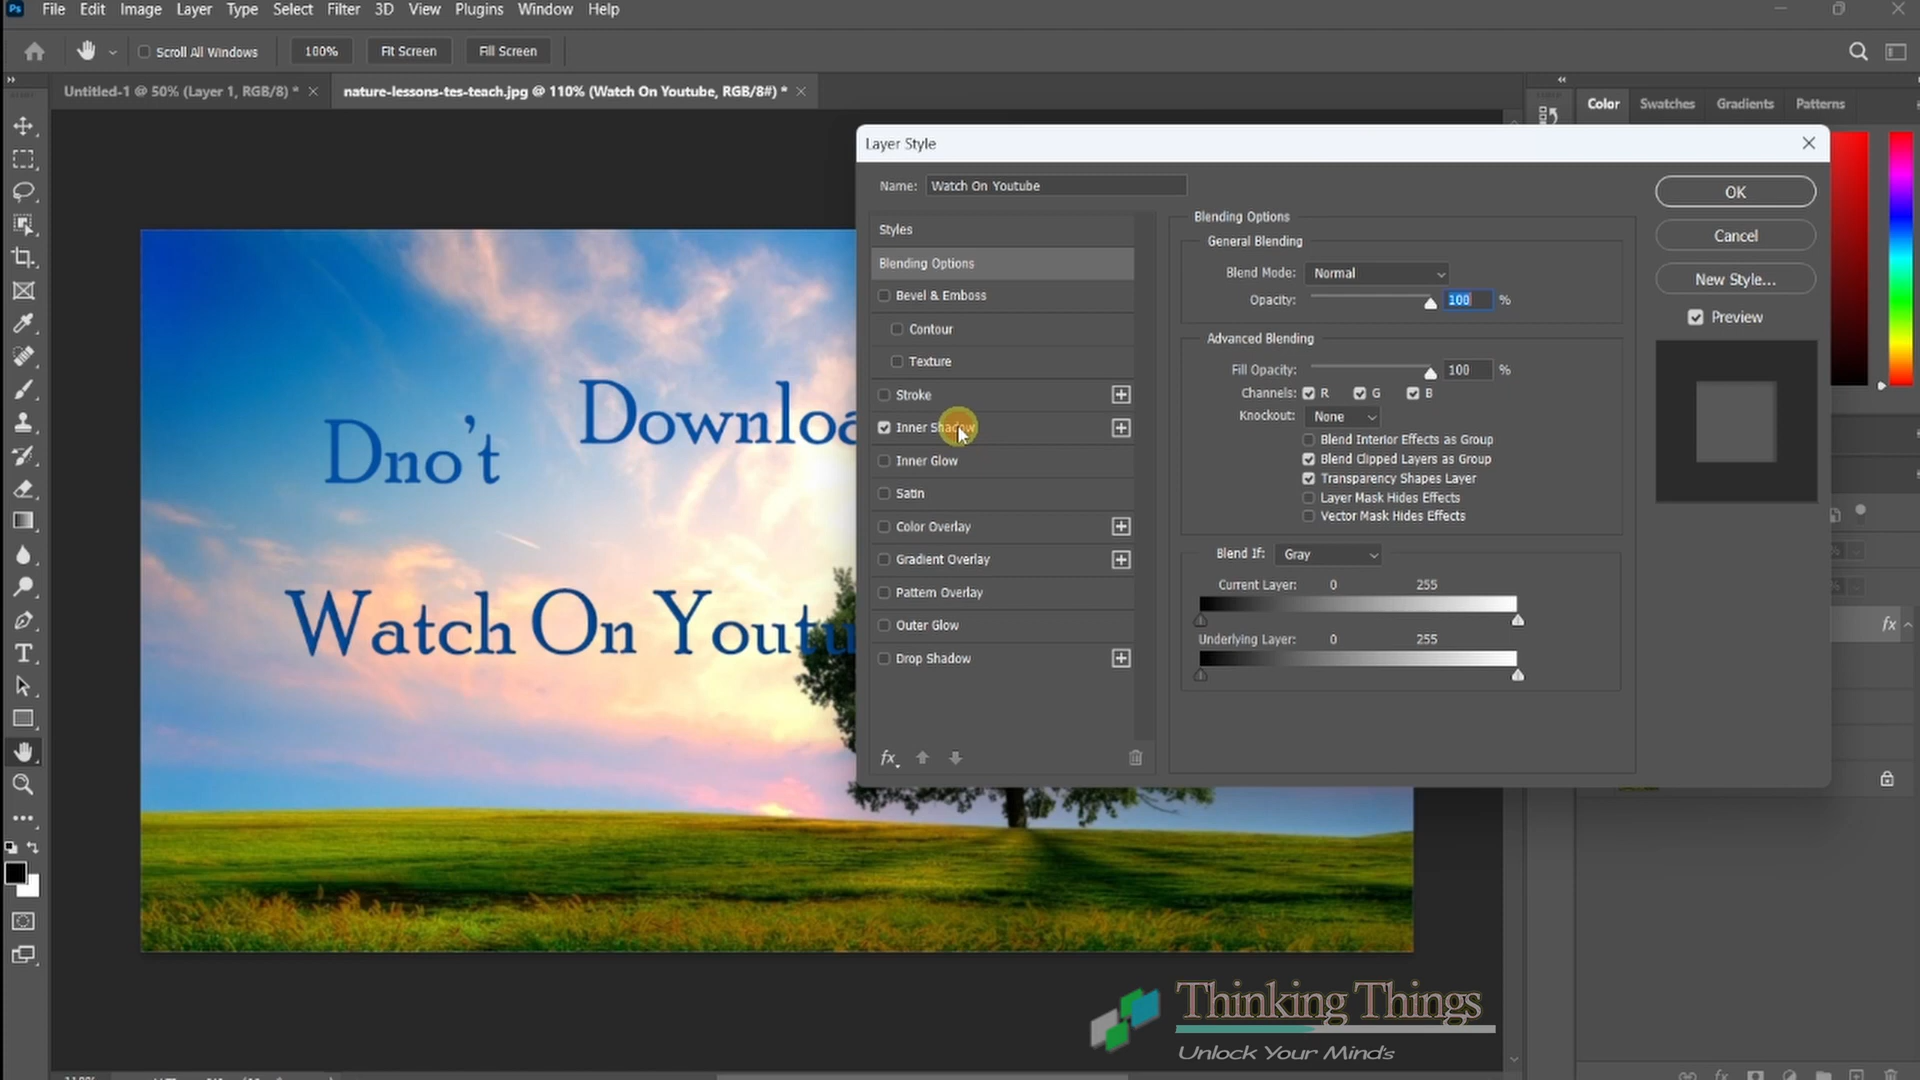 Ps File Edit Image Layer Type Select Filter 3D View Plugins Window Help
Scroll All Windows 100% Fit Screen Fill Screen
Untitled-1 @ 50% (Layer 1, RGB/8) * nature-lessons-tes-teach.jpg @ 110% (Watch On Youtube, RGB/8#) *
Color Swatches Gradients Patterns
Layer Style
Name: Watch On Youtube
OK
Cancel
New Style...
Preview
Styles
Blending Options
Bevel & Emboss
Contour
Texture
Stroke
Inner Shadow
Inner Glow
Satin
Color Overlay
Gradient Overlay
Pattern Overlay
Outer Glow
Drop Shadow
fx
Blending Options
General Blending
Blend Mode: Normal
Opacity: 100 %
Advanced Blending
Fill Opacity: 100 %
Channels: R G B
Knockout: None
Blend Interior Effects as Group
Blend Clipped Layers as Group
Transparency Shapes Layer
Layer Mask Hides Effects
Vector Mask Hides Effects
Blend If: Gray
Current Layer: 0 255
Underlying Layer: 0 255
fx
Dno't
Watch On
Thinking Things
Unlock Your Mind's